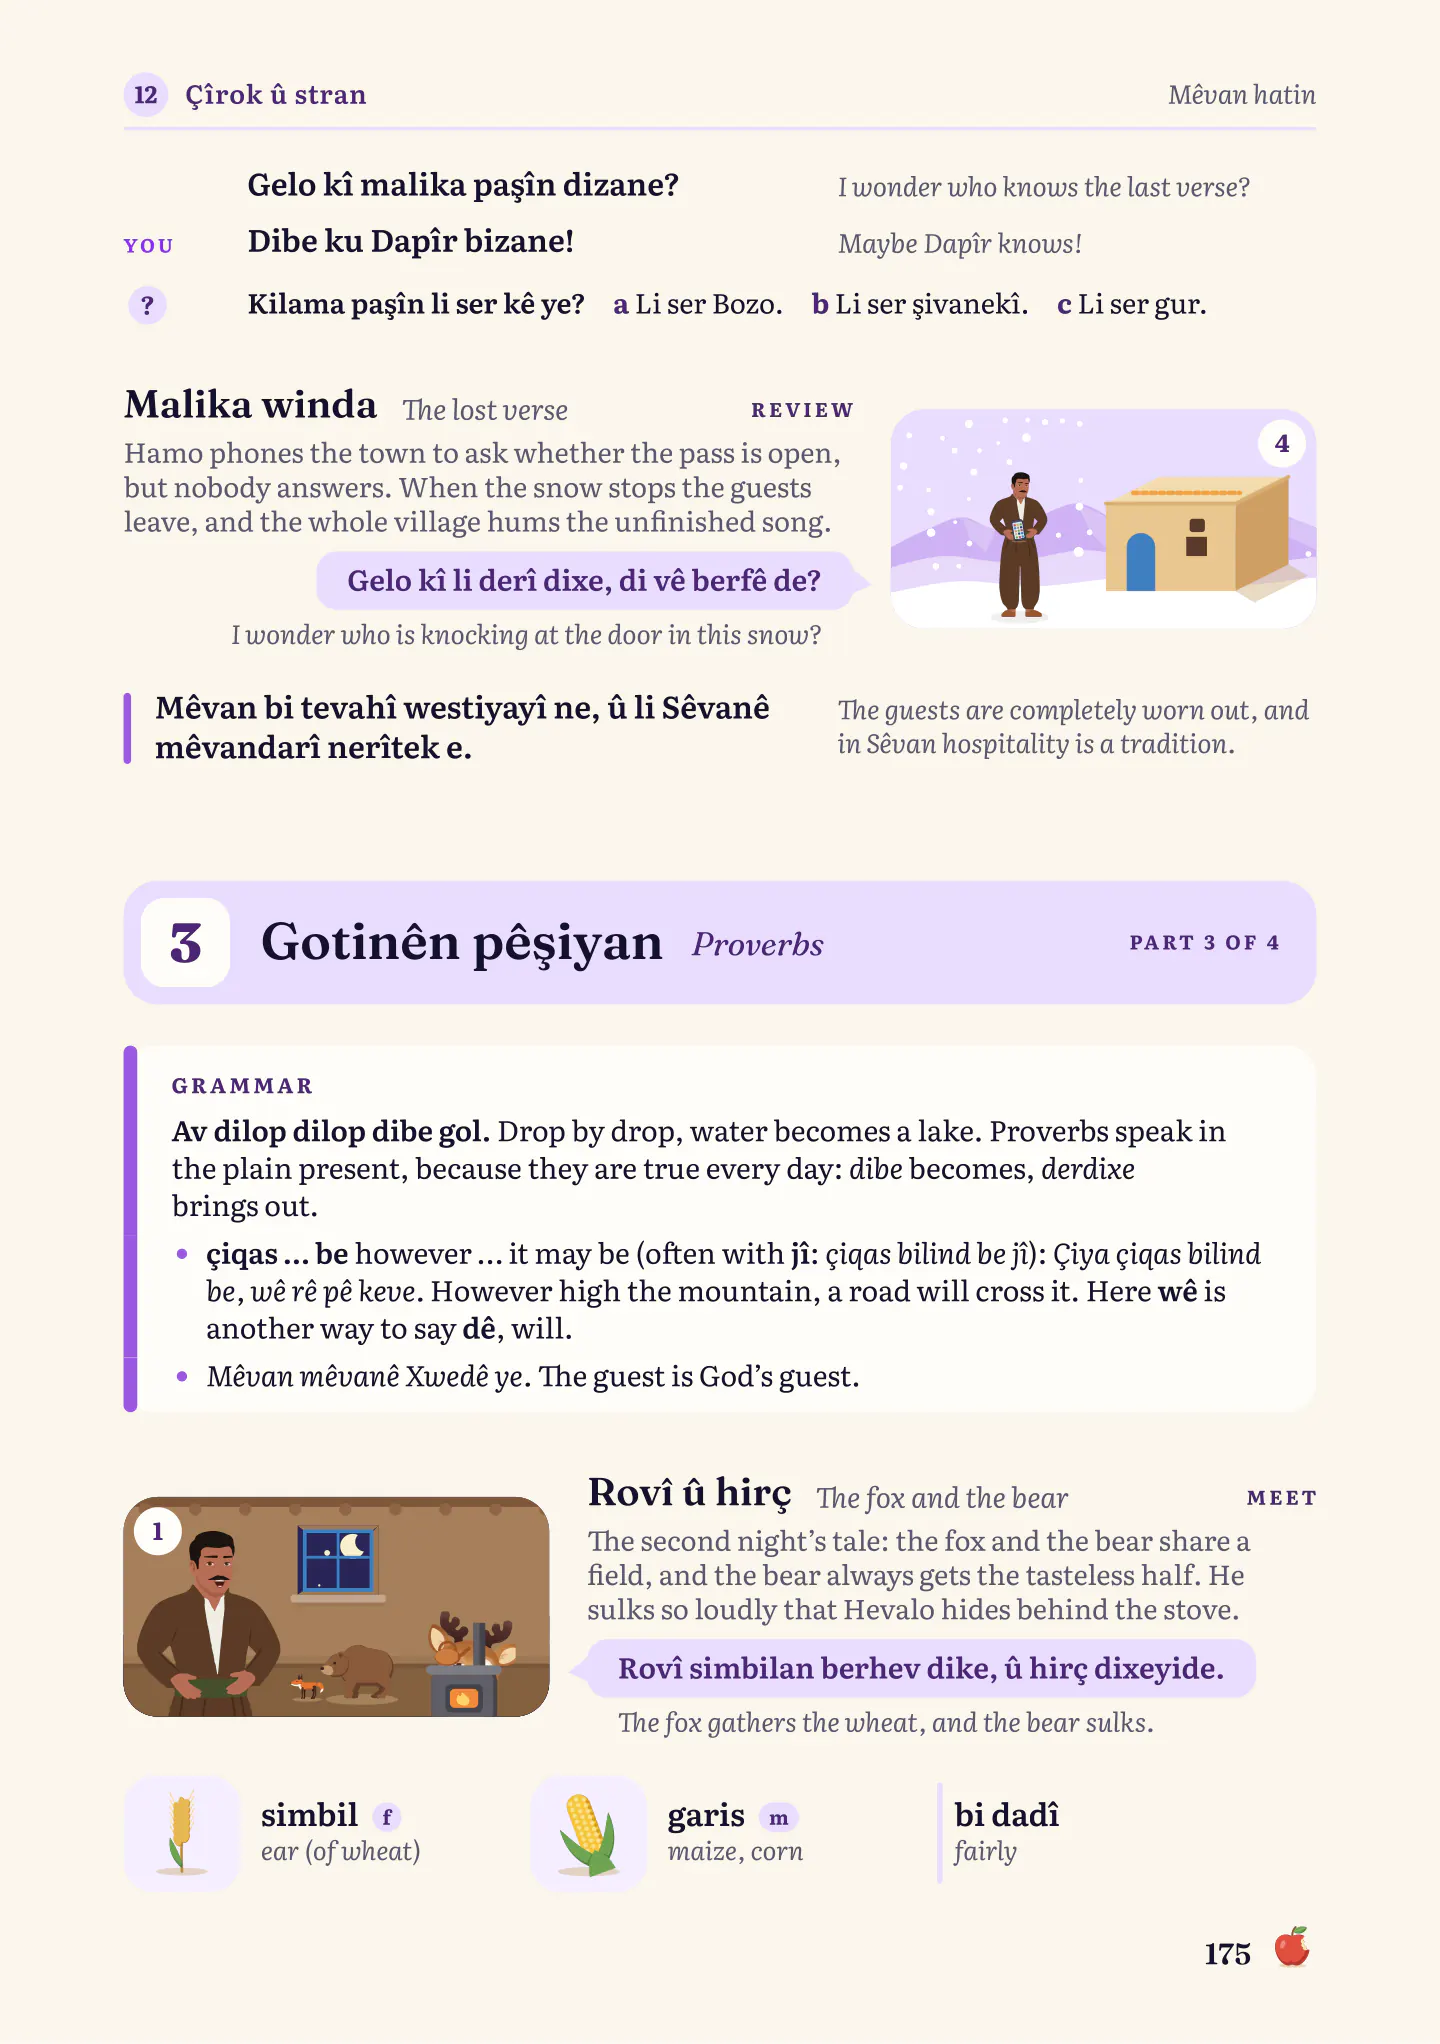 12 Çîrok û stran Mêvan hatin
Gelo kî malika paşîn dizane? I wonder who knows the last verse?
YOU Dibe ku Dapîr bizane! Maybe Dapîr knows!
? Kilama paşîn li ser kê ye? a Li ser Bozo. b Li ser şivanekî. c Li ser gur.
Malika winda The lost verse REVIEW
Hamo phones the town to ask whether the pass is open,
but nobody answers. When the snow stops the guests
leave, and the whole village hums the unfinished song.
Gelo kî li derî dixe, di vê berfê de?
I wonder who is knocking at the door in this snow?
4
Mêvan bi tevahî westiyayî ne, û li Sêvanê
mêvandarî nerîtek e.
The guests are completely worn out, and
in Sêvan hospitality is a tradition.
3 Gotinên pêşiyan Proverbs PART 3 OF 4
GRAMMAR
Av dilop dilop dibe gol. Drop by drop, water becomes a lake. Proverbs speak in
the plain present, because they are true every day: dibe becomes, derdixe
brings out.
• çiqas … be however … it may be (often with jî: çiqas bilind be jî): Çiya çiqas bilind
be, wê rê pê keve. However high the mountain, a road will cross it. Here wê is
another way to say dê, will.
• Mêvan mêvanê Xwedê ye. The guest is God’s guest.
1
Rovî û hirç The fox and the bear MEET
The second night’s tale: the fox and the bear share a
field, and the bear always gets the tasteless half. He
sulks so loudly that Hevalo hides behind the stove.
Rovî simbilan berhev dike, û hirç dixeyide.
The fox gathers the wheat, and the bear sulks.
simbil f
ear (of wheat)
garis m
maize, corn
bi dadî
fairly
175